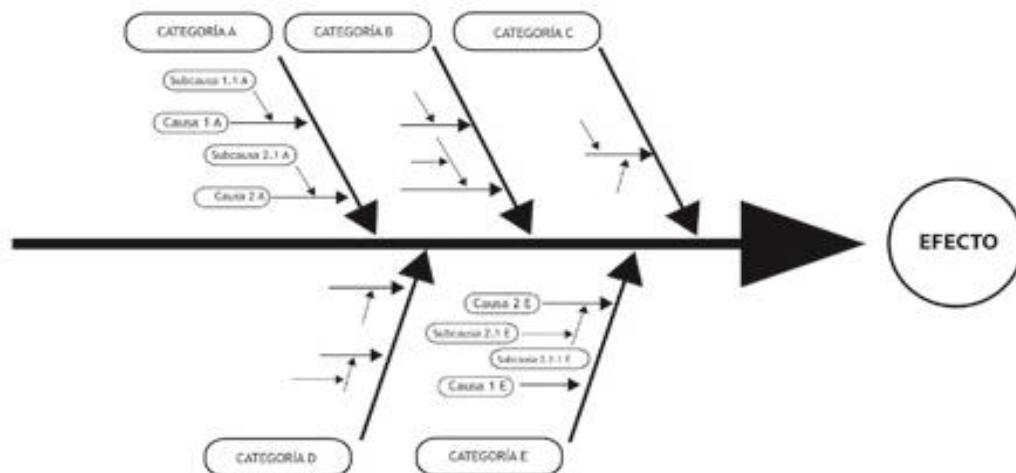 CATEGORÍA A
CATEGORÍA B
CATEGORÍA C
Subcausa 1.1 A
Causa 1 A
Subcausa 2.1 A
Causa 2 A
EFECTO
Causa 2 E
Subcausa 2.1 E
Subcausa
Causa 1 E
CATEGORÍA D
CATEGORÍA E